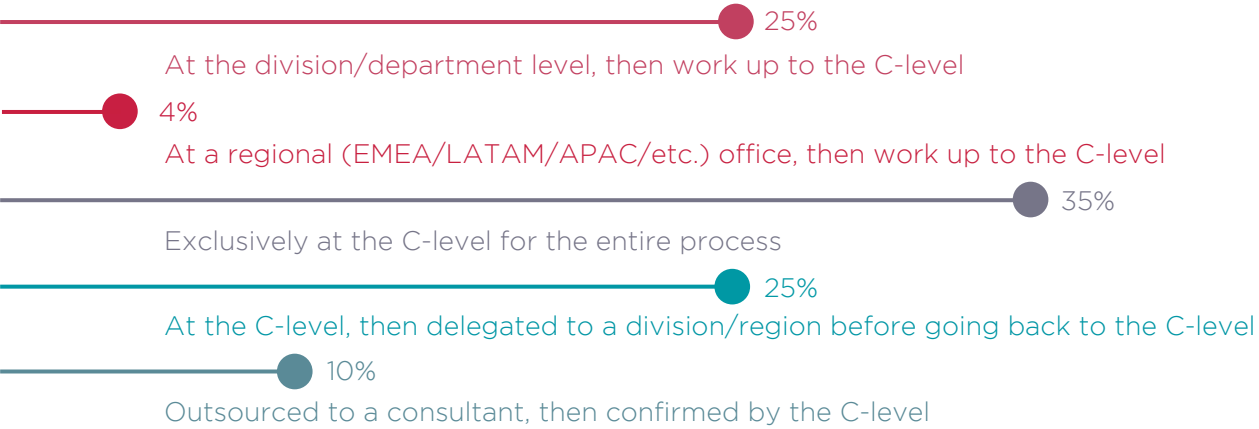 25%
At the division/department level, then work up to the C-level
4%
At a regional (EMEA/LATAM/APAC/etc.) office, then work up to the C-level
35%
Exclusively at the C-level for the entire process
25%
At the C-level, then delegated to a division/region before going back to the C-level
10%
Outsourced to a consultant, then confirmed by the C-level